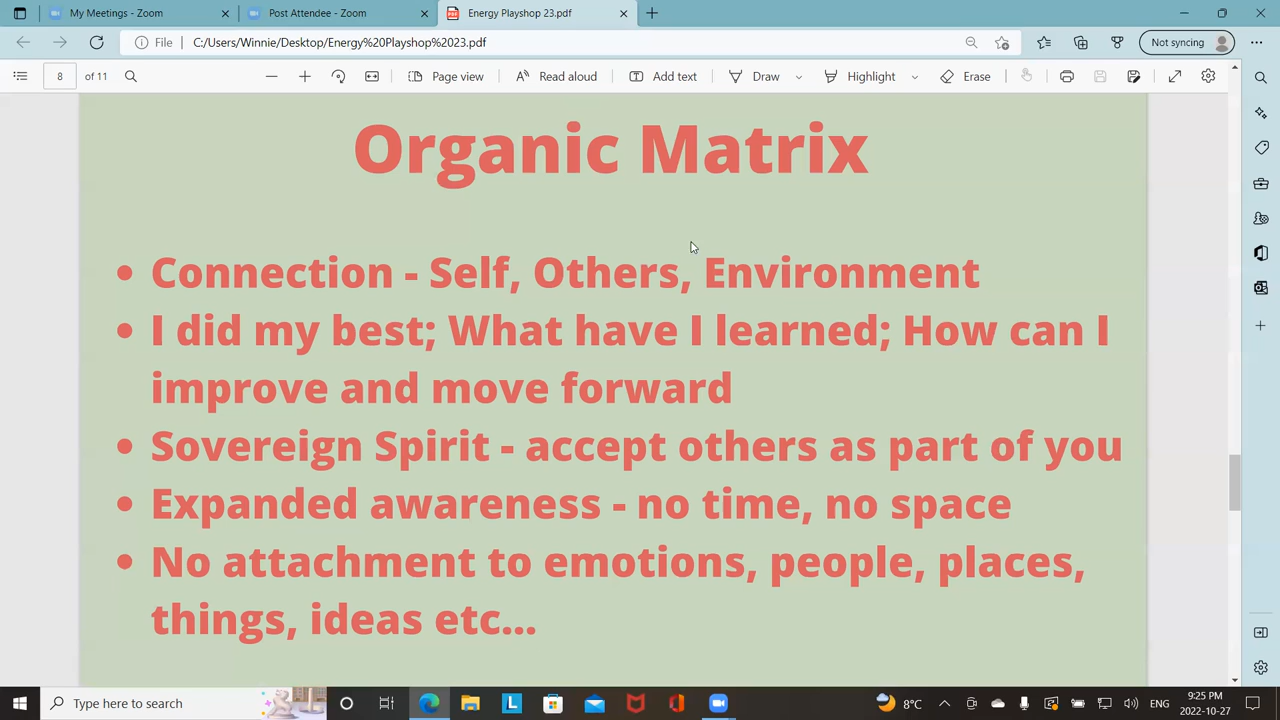 My Meetings - Zoom
Post Attendee - Zoom
Energy Playshop 23.pdf
File
C:/Users/Winnie/Desktop/Energy%20Playshop%2023.pdf
Not syncing
8 of 11
Page view
Read aloud
Add text
Draw
Highlight
Erase
Organic Matrix
• Connection - Self, Others, Environment
• I did my best; What have I learned; How can I
improve and move forward
• Sovereign Spirit - accept others as part of you
• Expanded awareness - no time, no space
• No attachment to emotions, people, places,
things, ideas etc...
Type here to search
L
8°C
ENG
9:25 PM
2022-10-27